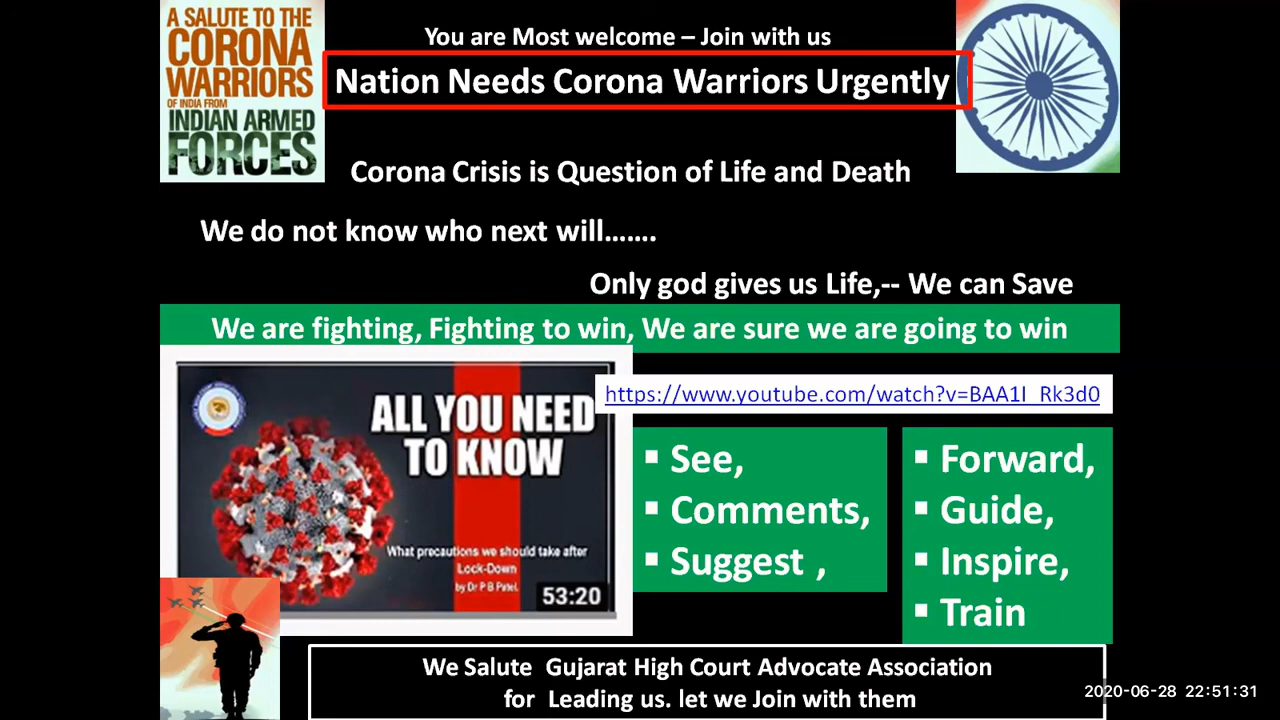 A SALUTE TO THE
CORONA
WARRIORS
OF INDIA FROM
INDIAN ARMED
FORCES
You are Most welcome – Join with us
Nation Needs Corona Warriors Urgently
Corona Crisis is Question of Life and Death
We do not know who next will.......
Only god gives us Life,-- We can Save
We are fighting, Fighting to win, We are sure we are going to win
ALL YOU NEED
TO KNOW
What precautions we should take after
Lock-Down
by Dr P B Patel
53:20
https://www.youtube.com/watch?v=BAA1I_Rk3d0
▪ See,
▪ Comments,
▪ Suggest ,
▪ Forward,
▪ Guide,
▪ Inspire,
▪ Train
We Salute Gujarat High Court Advocate Association
for Leading us. let we Join with them
2020-06-28 22:51:31